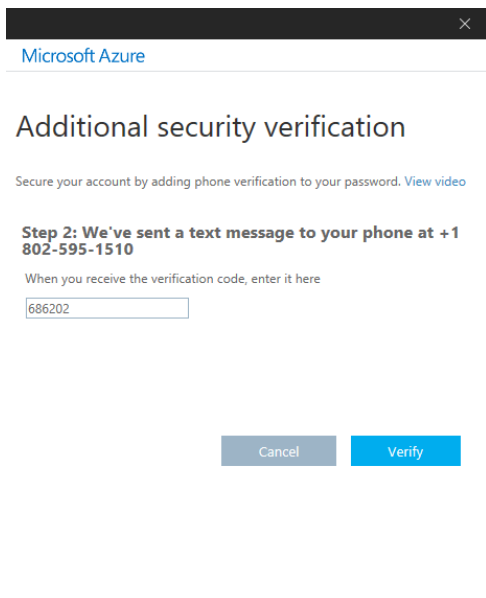 Microsoft Azure
Additional security verification
Secure your account by adding phone verification to your password. View video
Step 2: We've sent a text message to your phone at +1
802-595-1510
When you receive the verification code, enter it here
686202
Cancel
Verify